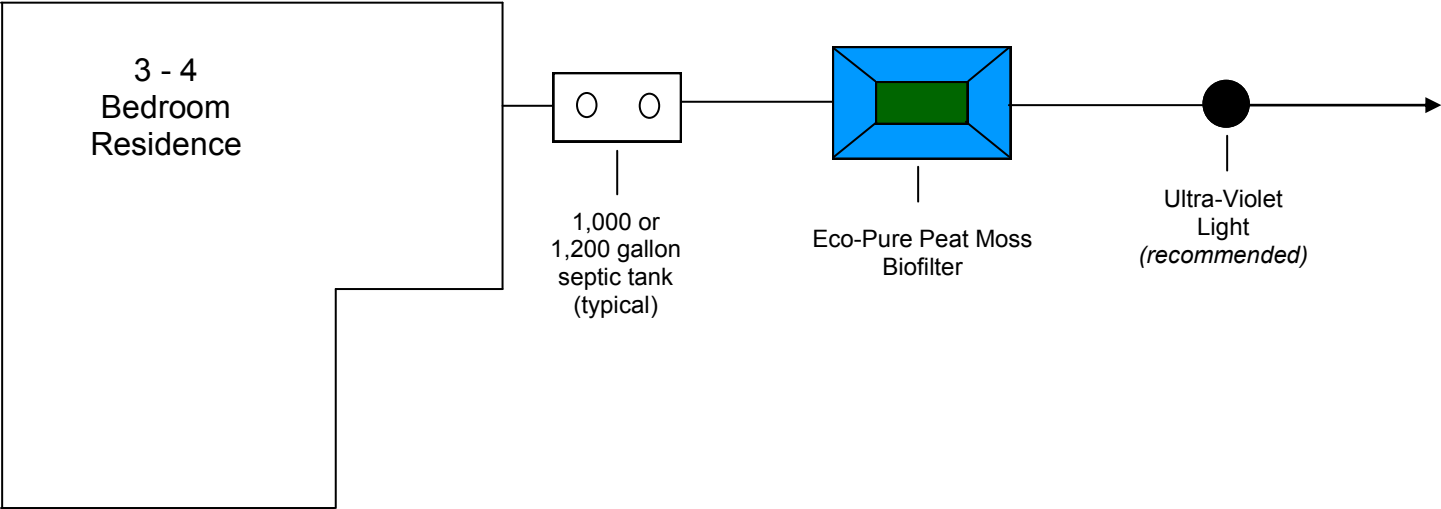 3 - 4
Bedroom
Residence
1,000 or
1,200 gallon
septic tank
(typical)
Eco-Pure Peat Moss
Biofilter
Ultra-Violet
Light
(recommended)